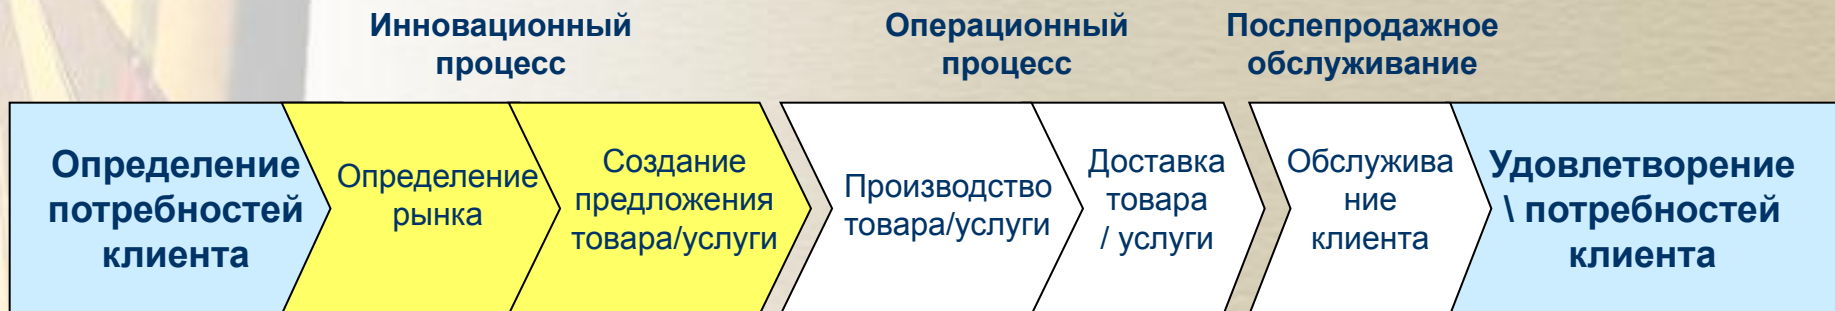 Инновационный
процесс
Операционный
процесс
Послепродажное
обслуживание
Определение
потребностей
клиента
Определение
рынка
Создание
предложения
товара/услуги
Производство
товара/услуги
Доставка
товара
/ услуги
Обслужива
ние
клиента
Удовлетворение
\ потребностей
клиента